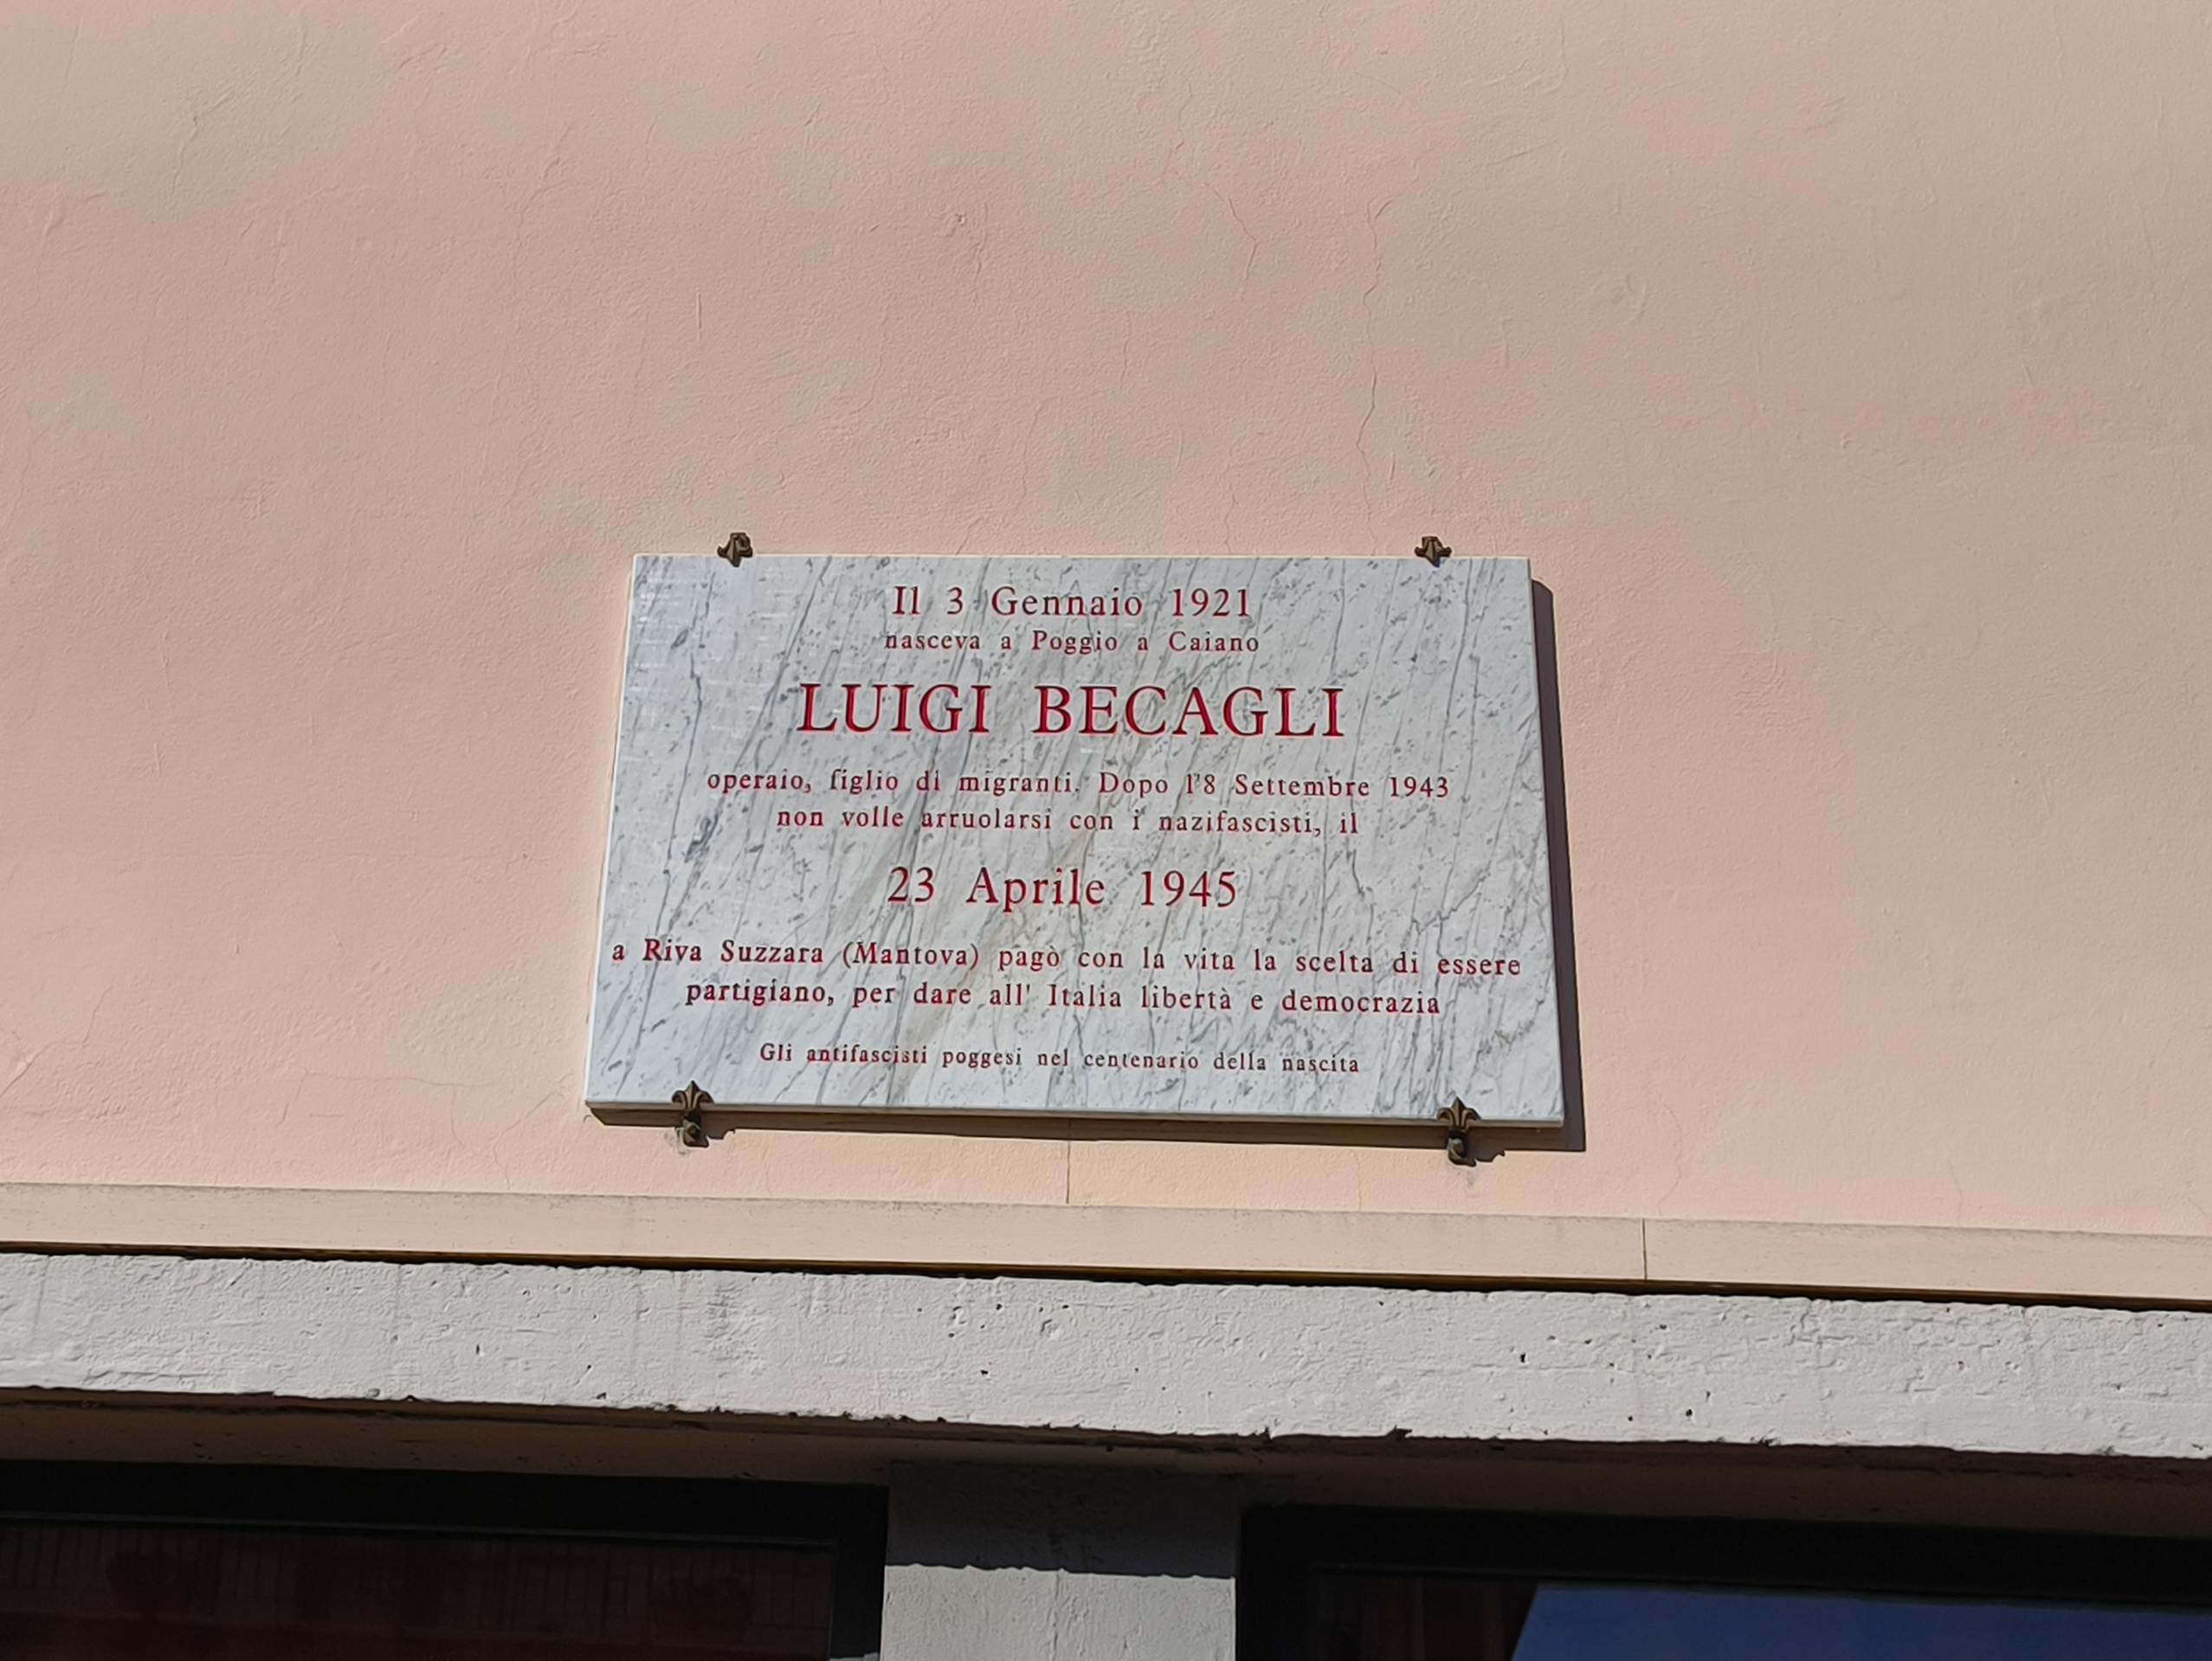 Il 3 Gennaio 1921
nasceva a Poggio a Caiano
LUIGI BECAGLI
operaio, figlio di migranti. Dopo l'8 Settembre 1943
non volle arruolarsi con i nazifascisti, il
23 Aprile 1945
a Riva Suzzara (Mantova) pagò con la vita la scelta di essere
partigiano, per dare all' Italia libertà e democrazia
Gli antifascisti poggesi nel centenario della nascita